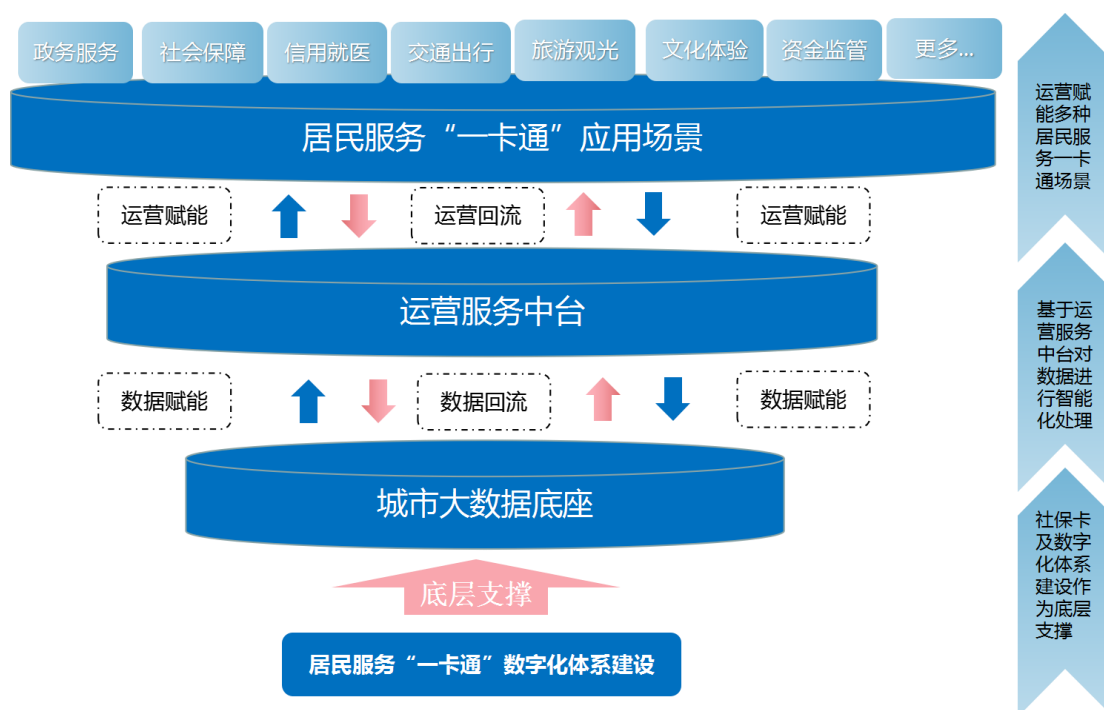 政务服务
社会保障
信用就医
交通出行
旅游观光
文化体验
资金监管
更多...
居民服务“一卡通”应用场景
运营赋能
运营回流
运营赋能
运营服务中台
数据赋能
数据回流
数据赋能
城市大数据底座
底层支撑
居民服务“一卡通”数字化体系建设
运营赋
能多种
居民服
务一卡
通场景
基于运
营服务
中台对
数据进
行智能
化处理
社保卡
及数字
化体系
建设作
为底层
支撑